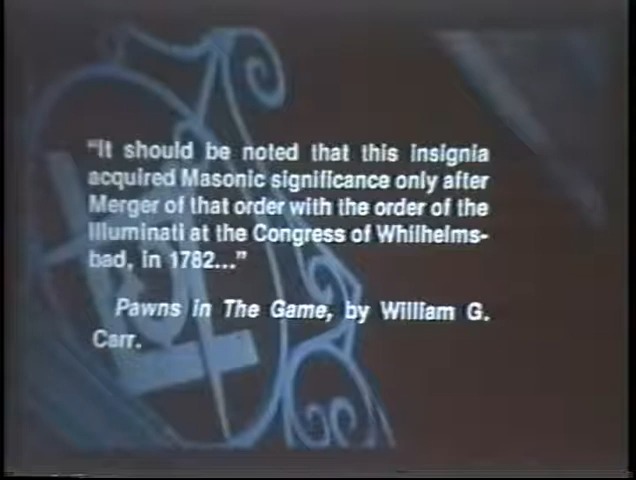 "It should be noted that this insignia
acquired Masonic significance only after
Merger of that order with the order of the
Illuminati at the Congress of Whilhelms-
bad, in 1782..."
Pawns in The Game, by William G.
Carr.